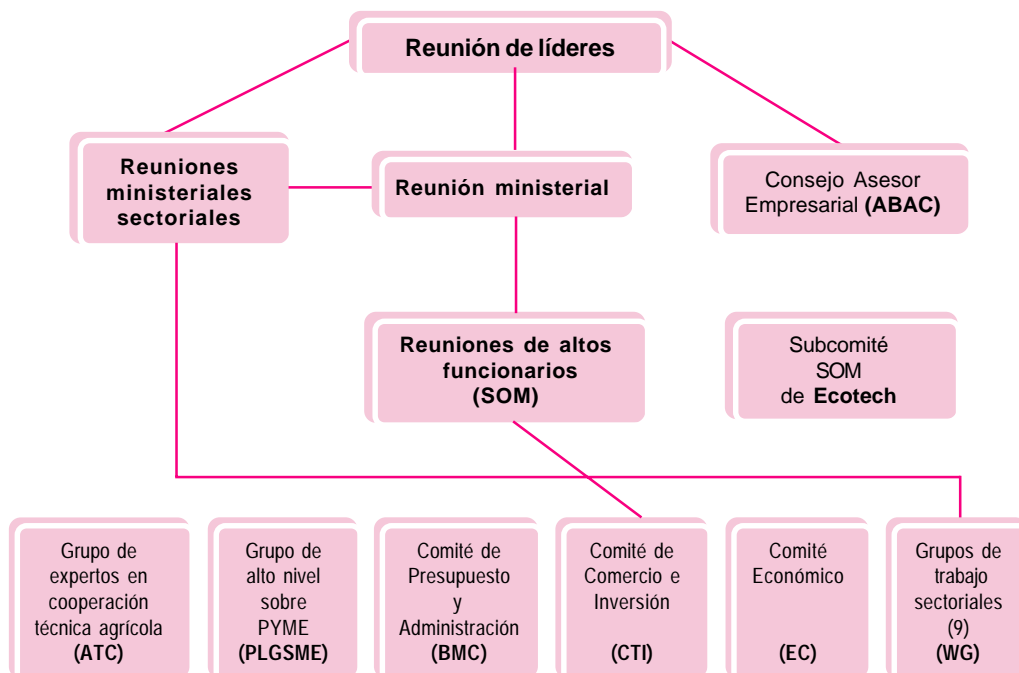 Reunión de líderes
Reuniones
ministeriales
sectoriales
Reunión ministerial
Consejo Asesor
Empresarial (ABAC)
Reuniones de altos
funcionarios
(SOM)
Subcomité
SOM
de Ecotech
Grupo de
expertos en
cooperación
técnica agrícola
(ATC)
Grupo de
alto nivel
sobre
PYME
(PLGSME)
Comité de
Presupuesto
y
Administración
(BMC)
Comité de
Comercio e
Inversión
(CTI)
Comité
Económico
(EC)
Grupos de
trabajo
sectoriales
(9)
(WG)